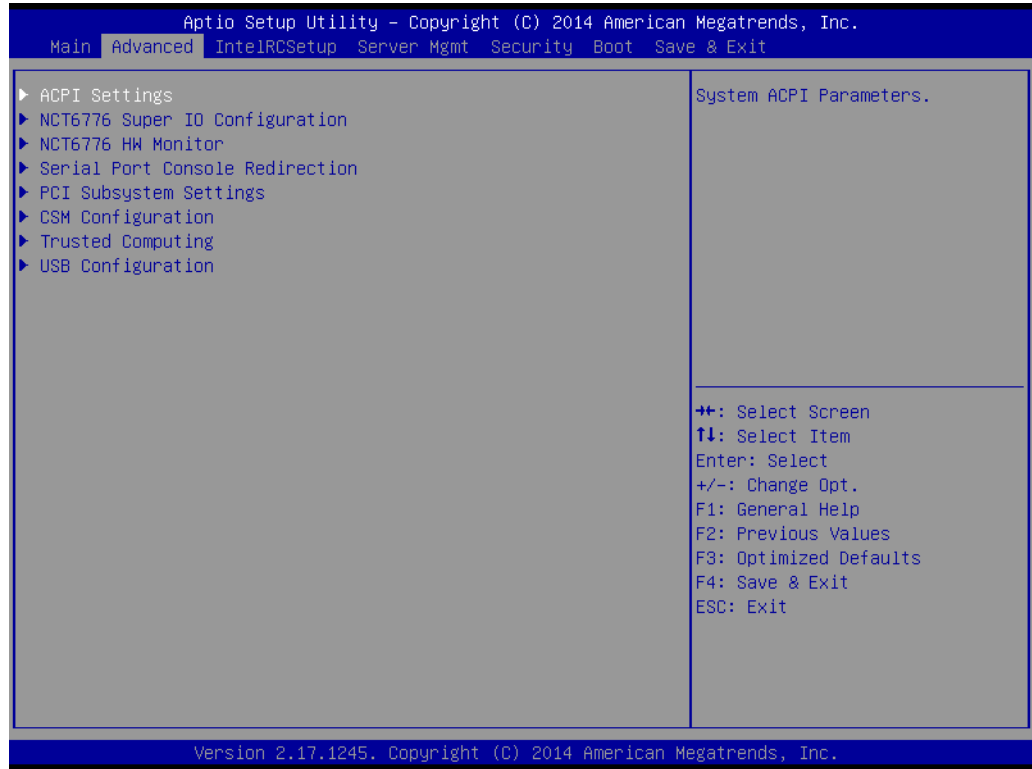 Aptio Setup Utility – Copyright (C) 2014 American Megatrends, Inc.
Main Advanced IntelRCSetup Server Mgmt Security Boot Save & Exit
▶ ACPI Settings
▶ NCT6776 Super IO Configuration
▶ NCT6776 HW Monitor
▶ Serial Port Console Redirection
▶ PCI Subsystem Settings
▶ CSM Configuration
▶ Trusted Computing
▶ USB Configuration
System ACPI Parameters.
→←: Select Screen
↑↓: Select Item
Enter: Select
+/-: Change Opt.
F1: General Help
F2: Previous Values
F3: Optimized Defaults
F4: Save & Exit
ESC: Exit
Version 2.17.1245. Copyright (C) 2014 American Megatrends, Inc.